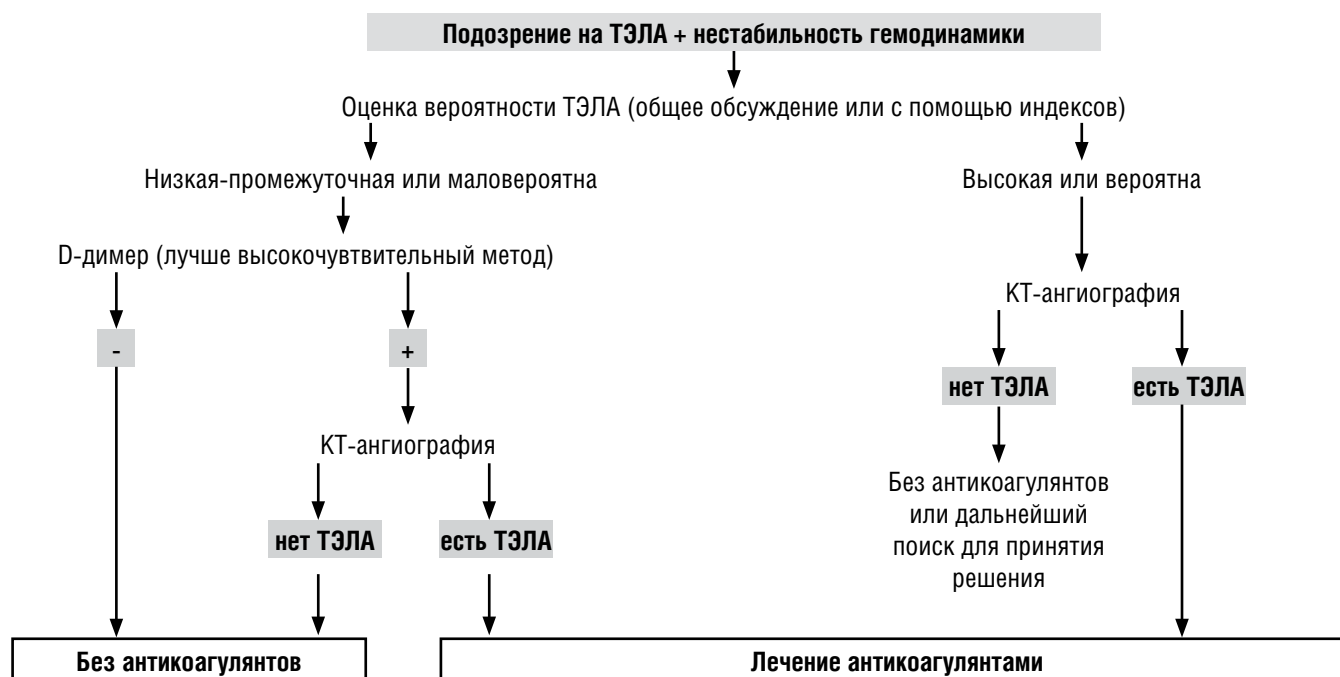 Подозрение на ТЭЛА + нестабильность гемодинамики
Оценка вероятности ТЭЛА (общее обсуждение или с помощью индексов)
Низкая-промежуточная или маловероятна
Высокая или вероятна
D-димер (лучше высокочувтвительный метод)
КТ-ангиография
-
+
нет ТЭЛА
есть ТЭЛА
КТ-ангиография
Без антикоагулянтов
или дальнейший
поиск для принятия
решения
нет ТЭЛА
есть ТЭЛА
Без антикоагулянтов
Лечение антикоагулянтами